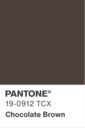 PANTONE®
19-0912 TCX
Chocolate Brown